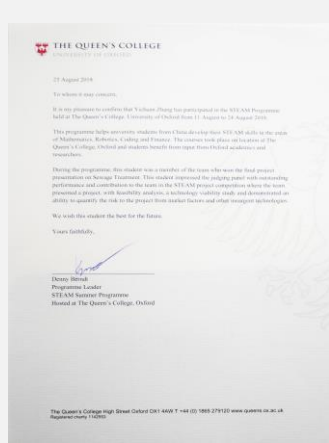 THE QUEEN'S COLLEGE
UNIVERSITY OF OXFORD
23 August 2018
To whom it may concern,
It is my pleasure to confirm that Zhang has participated in the STEAM Programme
held at The Queen's College, University of Oxford from 11 August to 24 August 2018.
This programme helps university students from China develop their STEAM skills in the
of Mathematics, Robotics, Coding and Finance. The courses took place on location at The
Queen's College, Oxford and students benefit from input from Oxford academics and
researchers.
During the programme, this student was a member of the team who won the final project
presentation on Sewage Treatment. This student impressed the judging panel with outstanding
performance and contribution to the team in the STEAM project competition where the team
presented a project, with feasibility analysis, a technology viability study and demonstrated an
ability to quantify the risk to the project from market factors and other insurgent technologies.
We wish this student the best for the future.
Yours faithfully,
Denny
Programme Leader
STEAM Summer Programme
Hosted at The Queen's College, Oxford
The Queen's College High Street Oxford OX1 4AW T +44 (0) 1865 279120 www.queens.ox.ac.uk
Registered charity 1142553